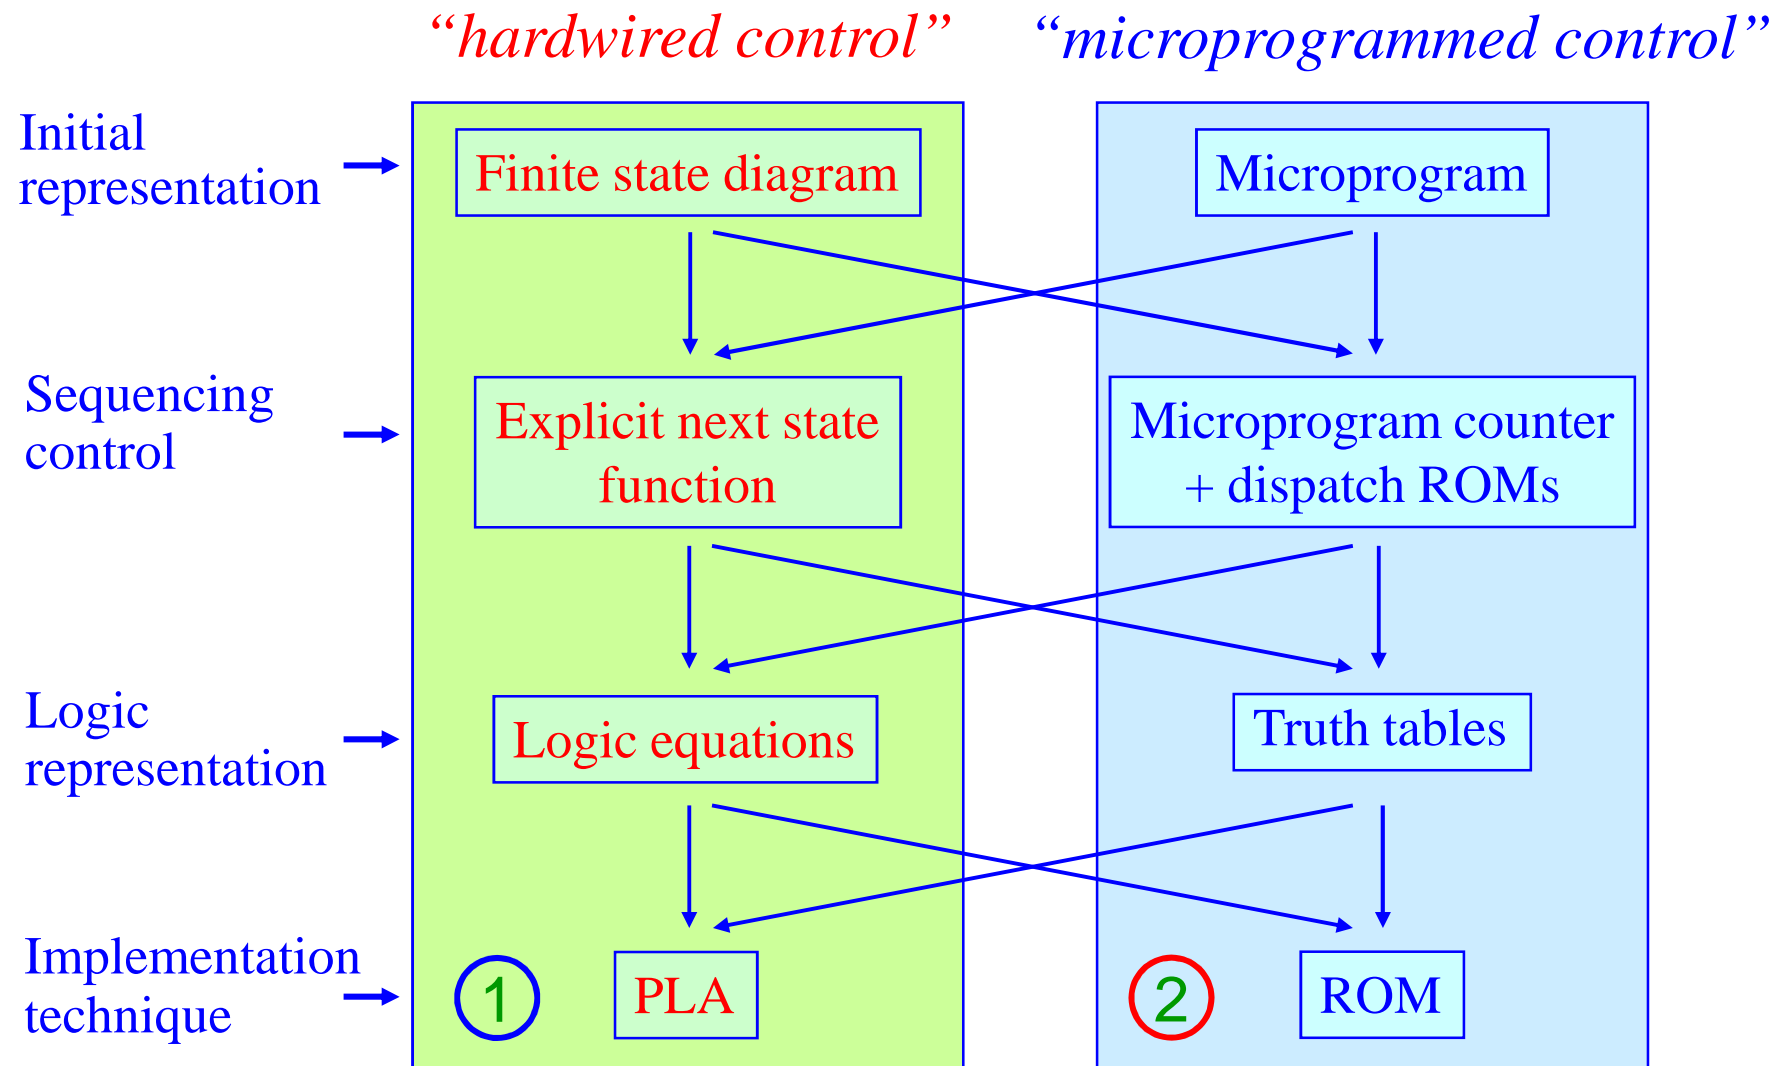 “hardwired control” “microprogrammed control”
Initial
representation
Finite state diagram
Microprogram
Sequencing
control
Explicit next state
function
Microprogram counter
+ dispatch ROMs
Logic
representation
Logic equations
Truth tables
Implementation
technique
1
PLA
2
ROM